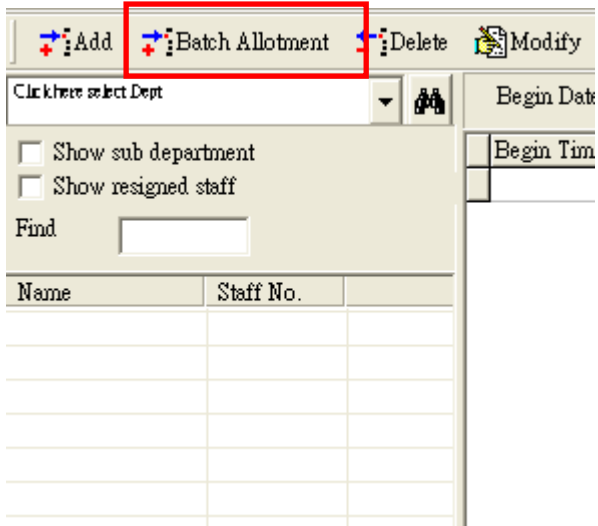 Add Batch Allotment Delete Modify
Click here select Dept
Begin Date
Show sub department
Begin Tim
Show resigned staff
Find
Name Staff No.